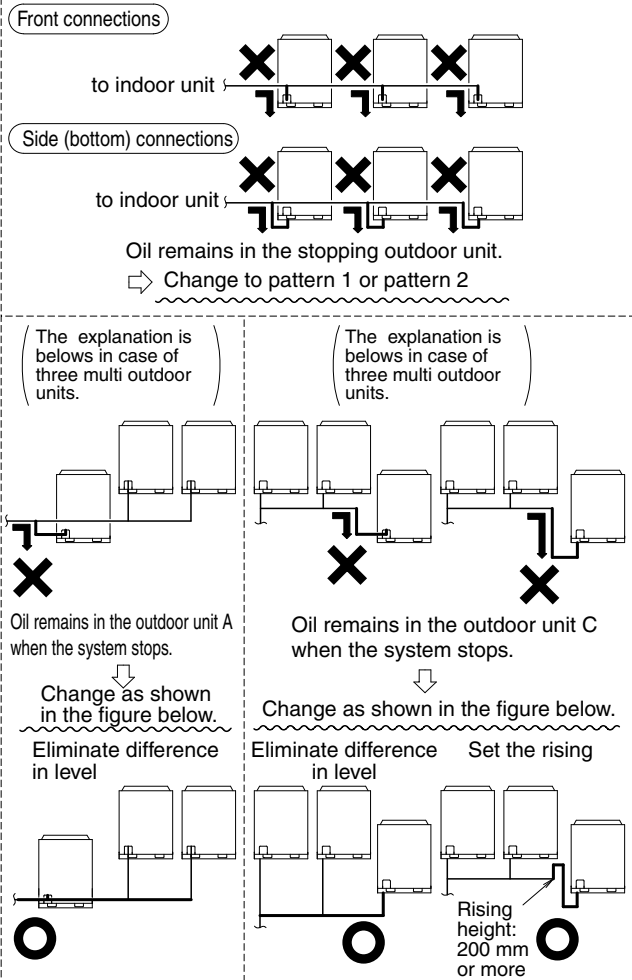 Front connections
to indoor unit
Side (bottom) connections
to indoor unit
Oil remains in the stopping outdoor unit.
Change to pattern 1 or pattern 2
The explanation is
belows in case of
three multi outdoor
units.
Oil remains in the outdoor unit A
when the system stops.
Change as shown
in the figure below.
Eliminate difference
in level
The explanation is
belows in case of
three multi outdoor
units.
Oil remains in the outdoor unit C
when the system stops.
Change as shown in the figure below.
Eliminate difference
in level
Set the rising
Rising
height:
200 mm
or more